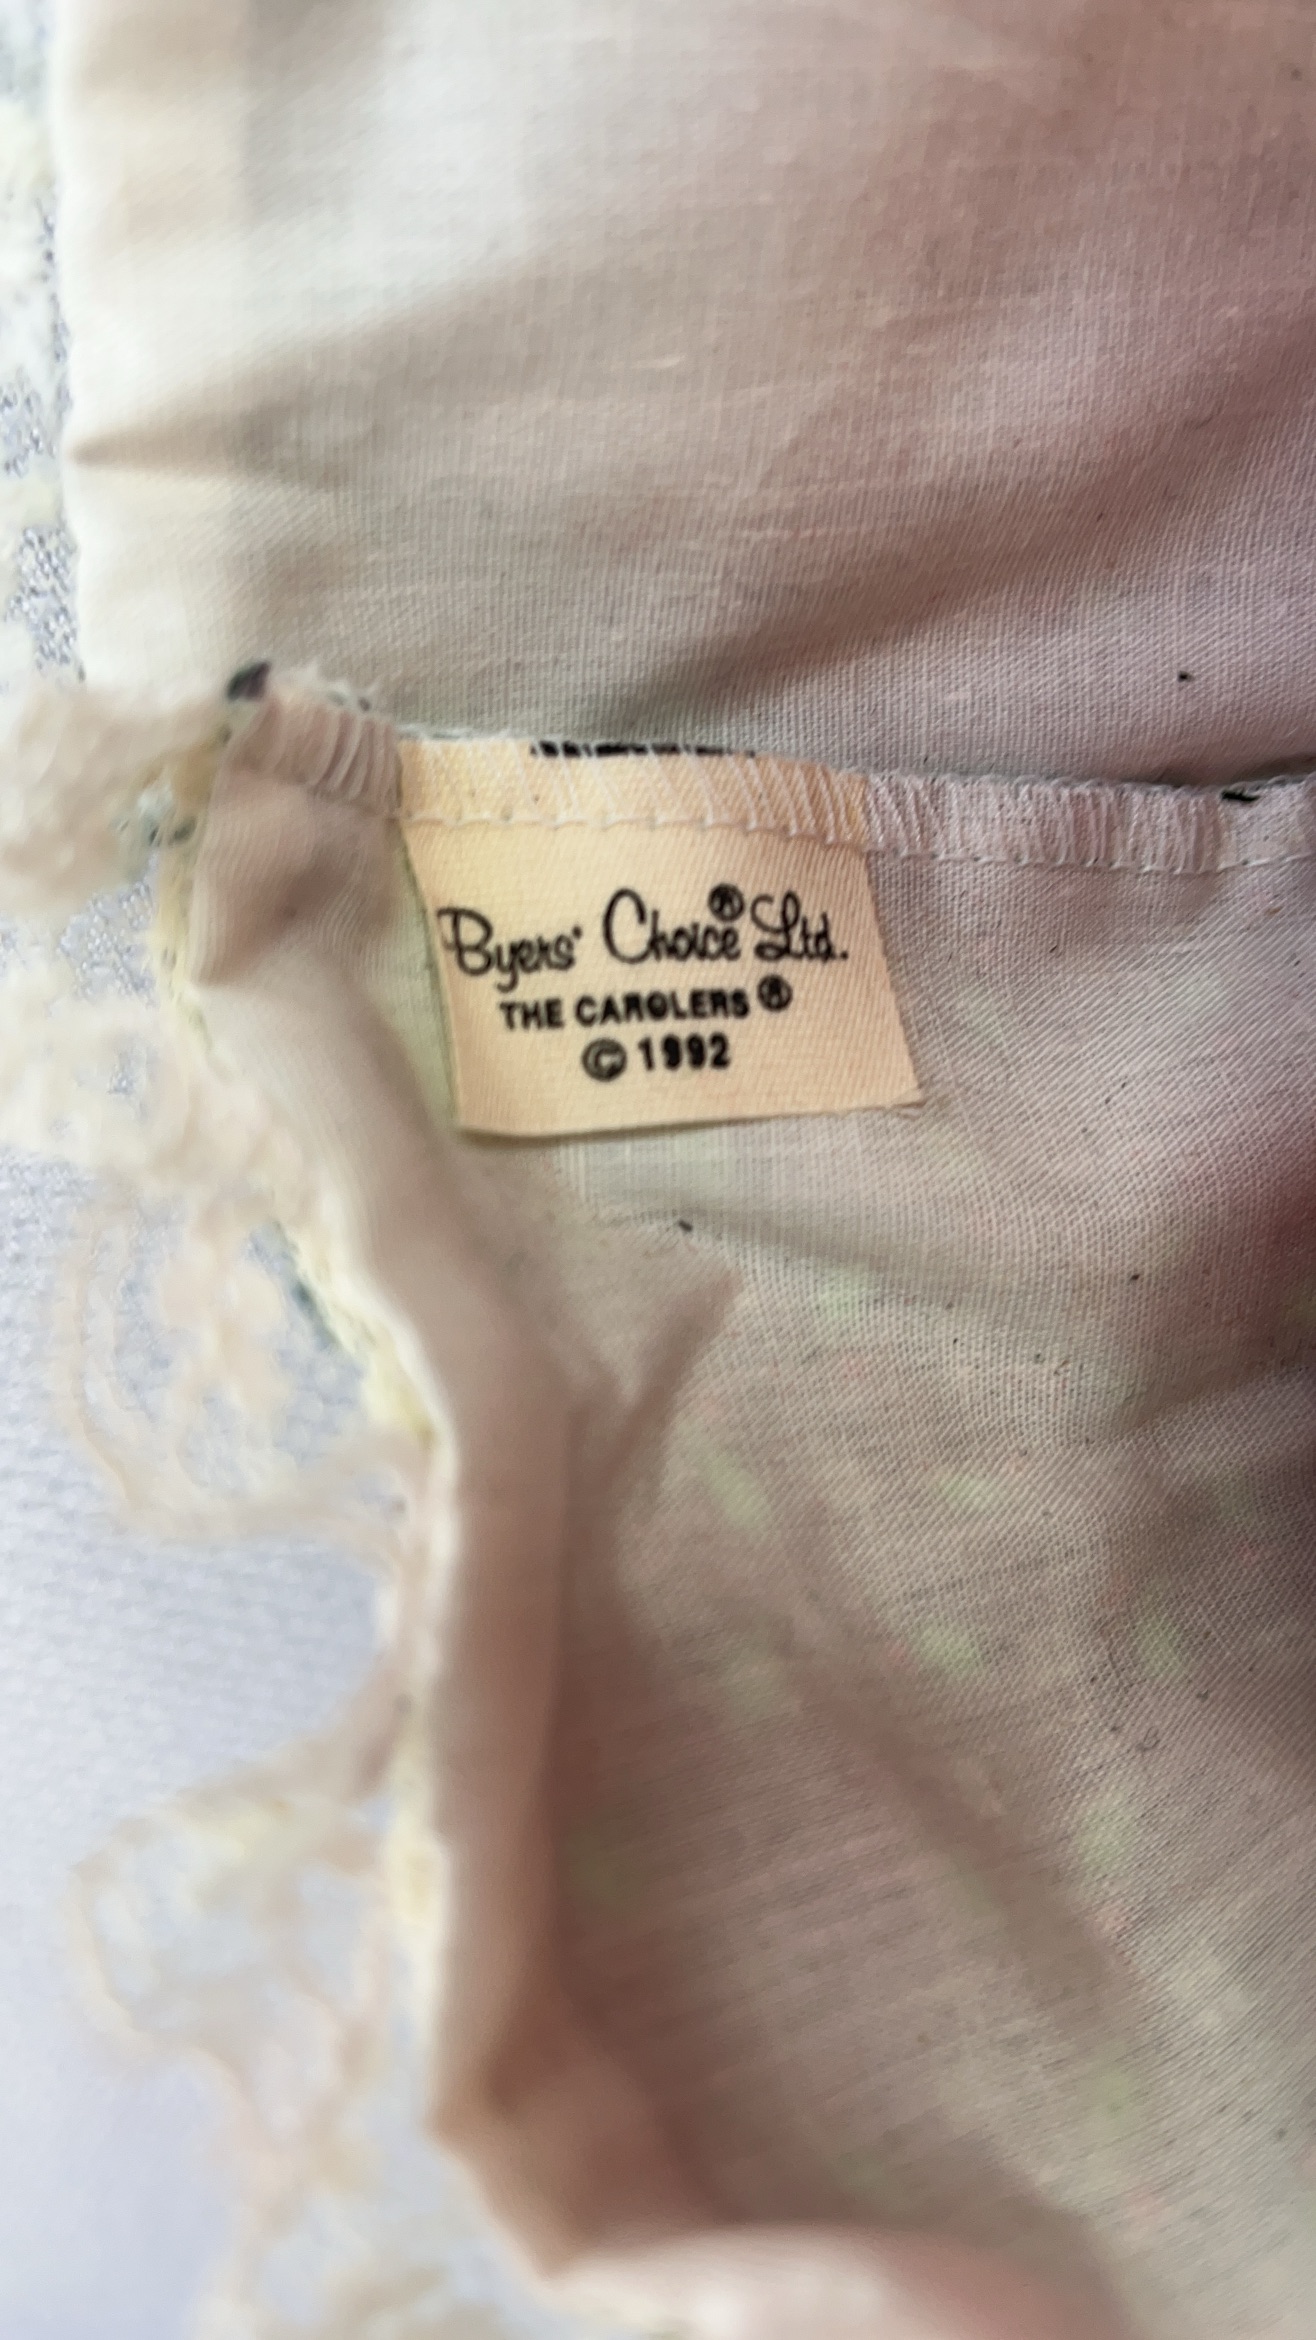 Byers' Choice® Ltd.
THE CAROLERS®
© 1992